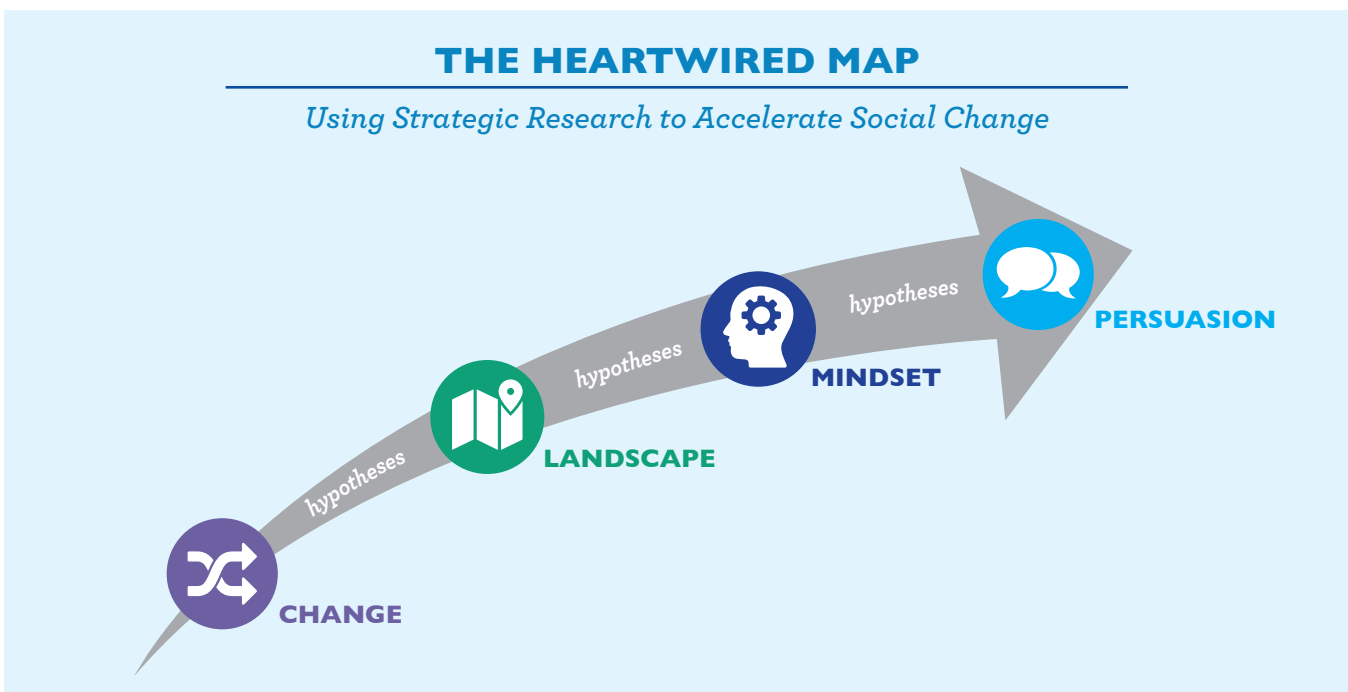 THE HEARTWIRED MAP
Using Strategic Research to Accelerate Social Change
hypotheses
PERSUASION
hypotheses
MINDSET
hypotheses
LANDSCAPE
CHANGE